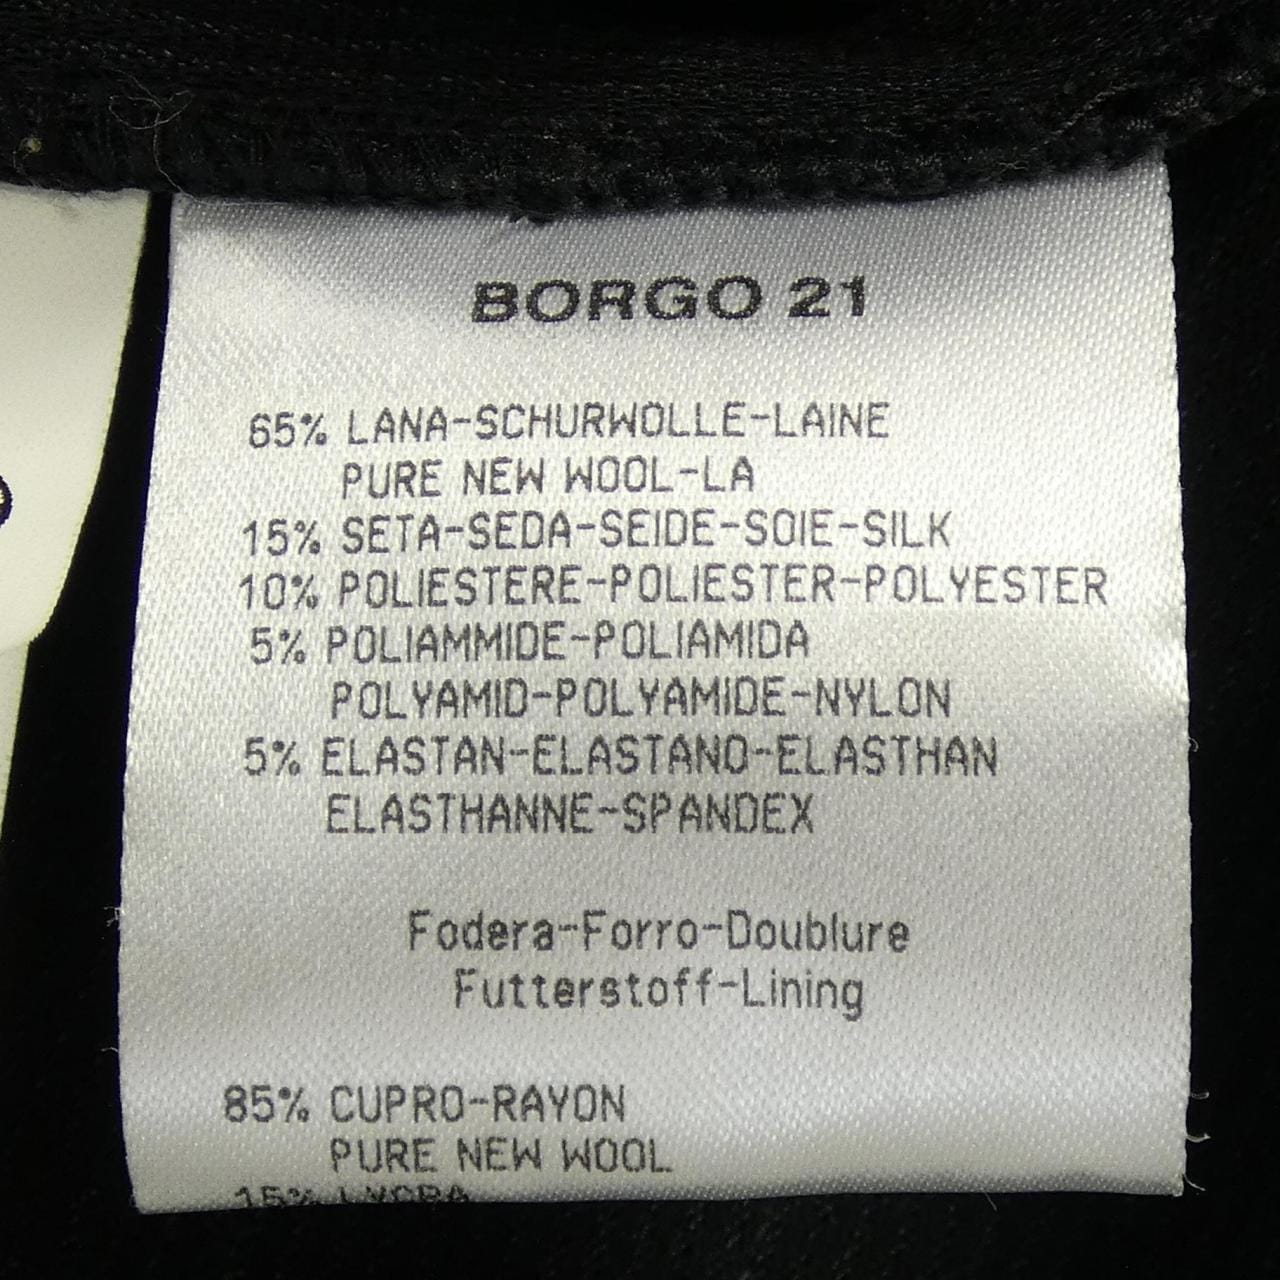 BORGO 21
65% LANA-SCHURWOLLE-LAINE
PURE NEW WOOL-LA
15% SETA-SEDA-SEIDE-SOIE-SILK
10% POLIESTERE-POLIESTER-POLYESTER
5% POLIAMMIDE-POLIAMIDA
POLYAMID-POLYAMIDE-NYLON
5% ELASTAN-ELASTANO-ELASTHAN
ELASTHANNE-SPANDEX
Fodera-Forro-Doublure
Futterstoff-Lining
85% CUPRO-RAYON
PURE NEW WOOL
15% LYCRA